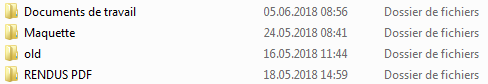 Documents de travail 05.06.2018 08:56 Dossier de fichiers
Maquette 24.05.2018 08:41 Dossier de fichiers
old 16.05.2018 11:44 Dossier de fichiers
RENDUS PDF 18.05.2018 14:59 Dossier de fichiers